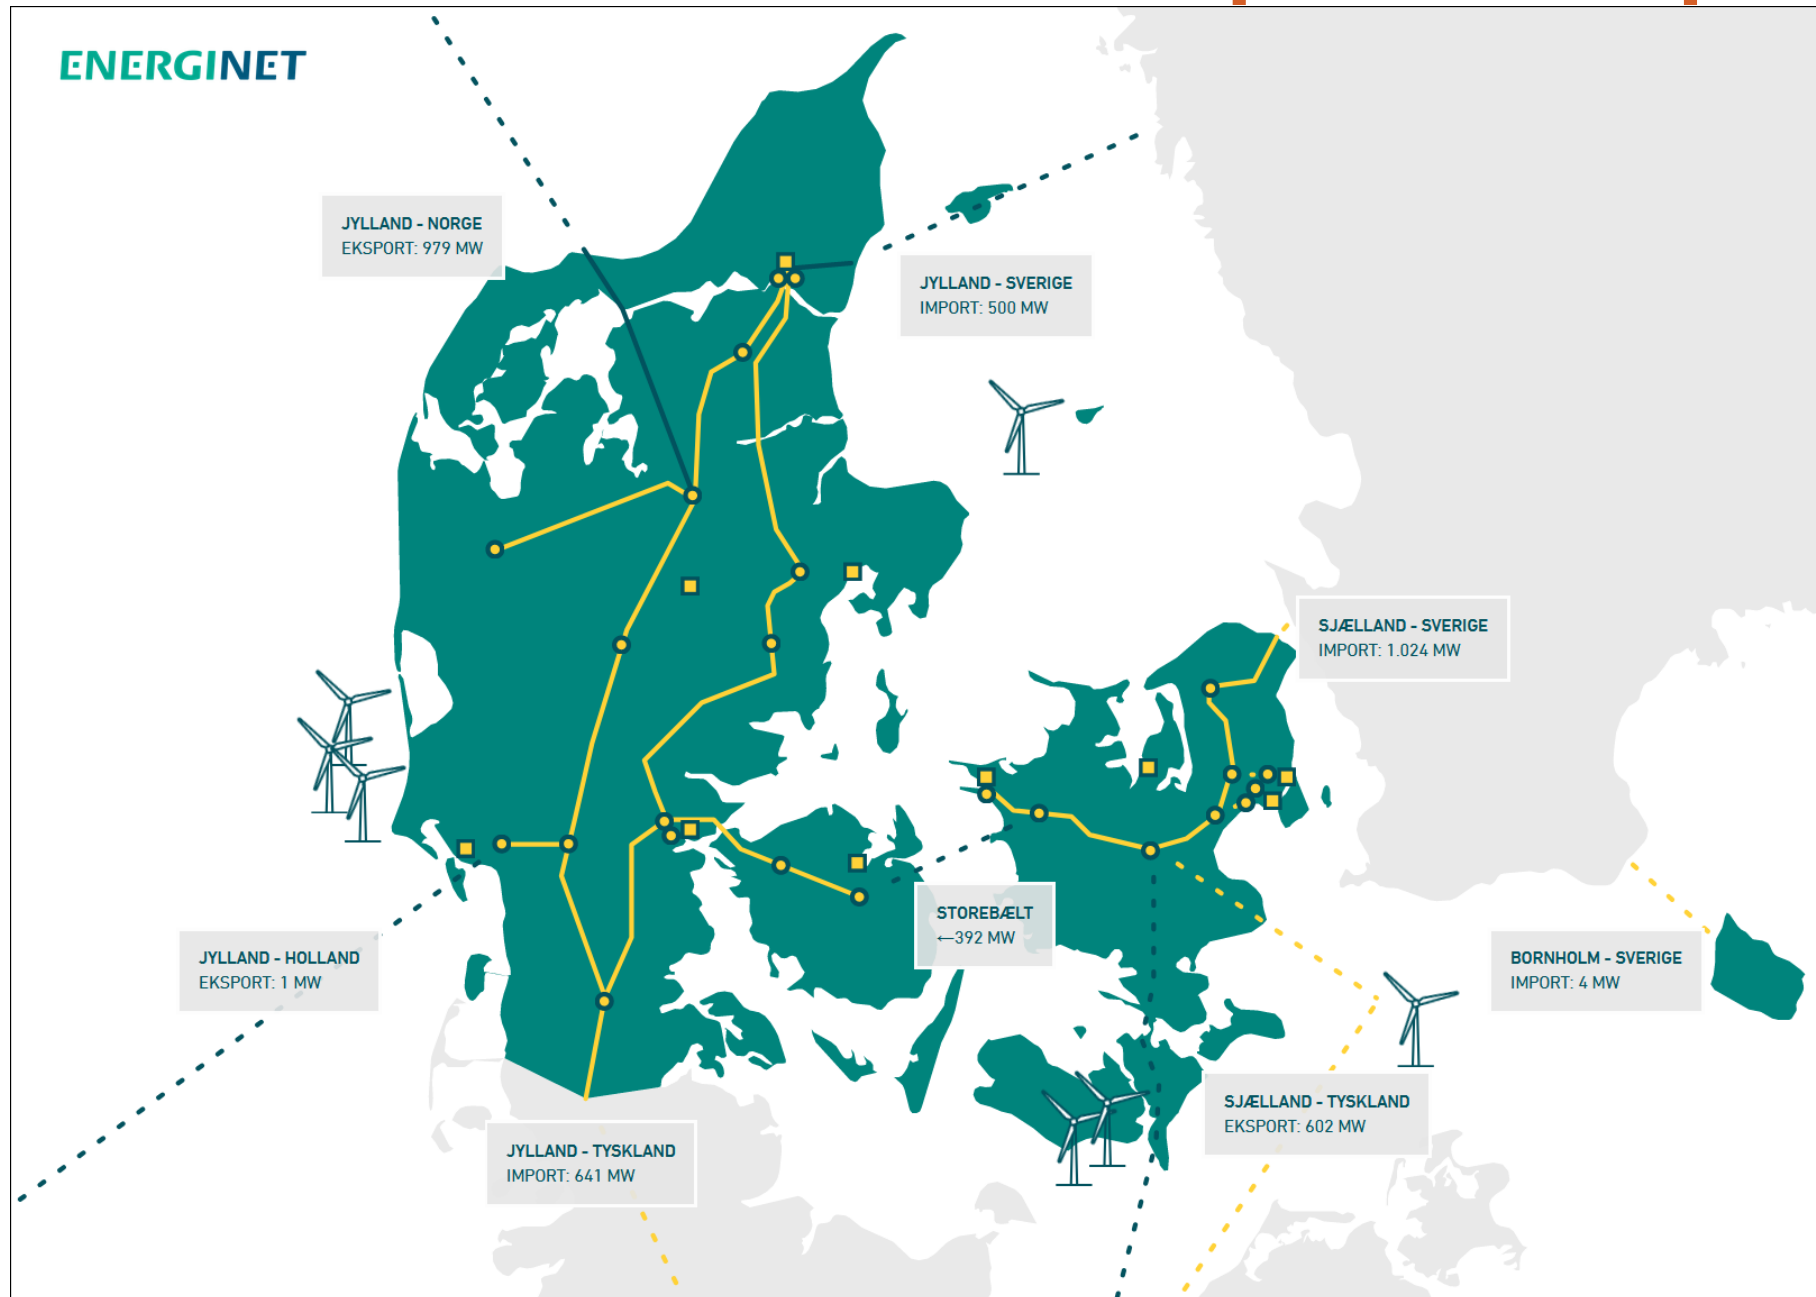 ENERGINET
JYLLAND - NORGE
EKSPORT: 979 MW
JYLLAND - SVERIGE
IMPORT: 500 MW
SJÆLLAND - SVERIGE
IMPORT: 1.024 MW
STOREBÆLT
←392 MW
JYLLAND - HOLLAND
EKSPORT: 1 MW
BORNHOLM - SVERIGE
IMPORT: 4 MW
SJÆLLAND - TYSKLAND
EKSPORT: 602 MW
JYLLAND - TYSKLAND
IMPORT: 641 MW